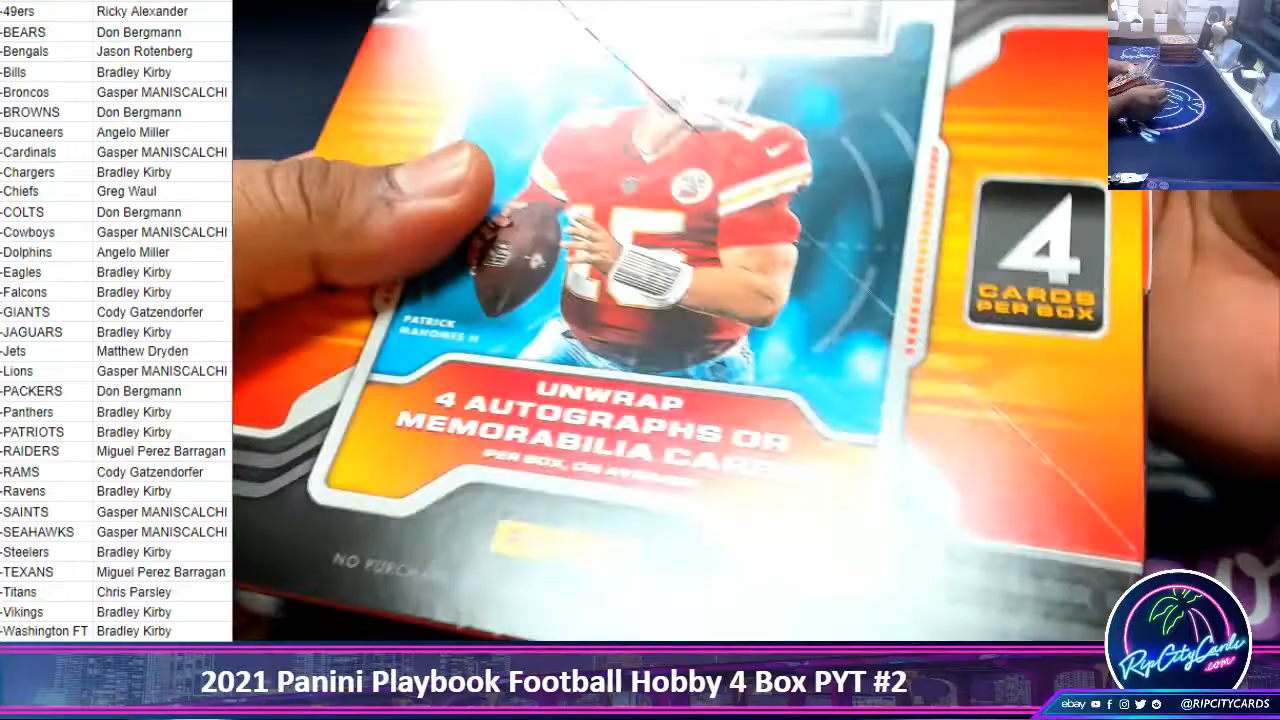 -49ers Ricky Alexander
-BEARS Don Bergmann
-Bengals Jason Rotenberg
-Bills Bradley Kirby
-Broncos Gasper MANISCALCHI
-BROWNS Don Bergmann
-Bucaneers Angelo Miller
-Cardinals Gasper MANISCALCHI
-Chargers Bradley Kirby
-Chiefs Greg Waul
-COLTS Don Bergmann
-Cowboys Gasper MANISCALCHI
-Dolphins Angelo Miller
-Eagles Bradley Kirby
-Falcons Bradley Kirby
-GIANTS Cody Gatzendorfer
-JAGUARS Bradley Kirby
-Jets Matthew Dryden
-Lions Gasper MANISCALCHI
-PACKERS Don Bergmann
-Panthers Bradley Kirby
-PATRIOTS Bradley Kirby
-RAIDERS Miguel Perez Barragan
-RAMS Cody Gatzendorfer
-Ravens Bradley Kirby
-SAINTS Gasper MANISCALCHI
-SEAHAWKS Gasper MANISCALCHI
-Steelers Bradley Kirby
-TEXANS Miguel Perez Barragan
-Titans Chris Parsley
-Vikings Bradley Kirby
-Washington FT Bradley Kirby
KC
15
PATRICK
MAHOMES II
4
CARDS
PER BOX
UNWRAP
4 AUTOGRAPHS OR
MEMORABILIA CARDS
PER BOX, ON AVERAGE
NO PURCHA
RipCityCards
.com
2021 Panini Playbook Football Hobby 4 Box PYT #2
ebay @RIPCITYCARDS